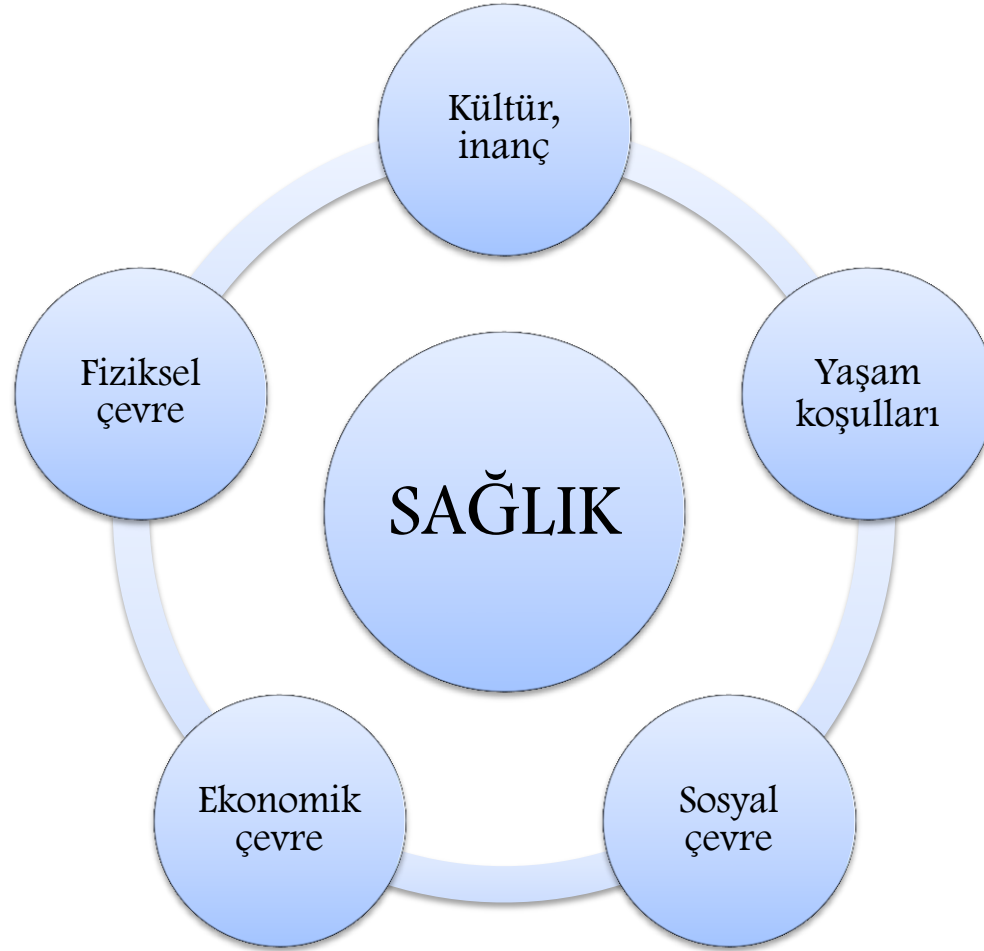 Kültür,
inanç
Yaşam
koşulları
Sosyal
çevre
Ekonomik
çevre
Fiziksel
çevre
SAĞLIK